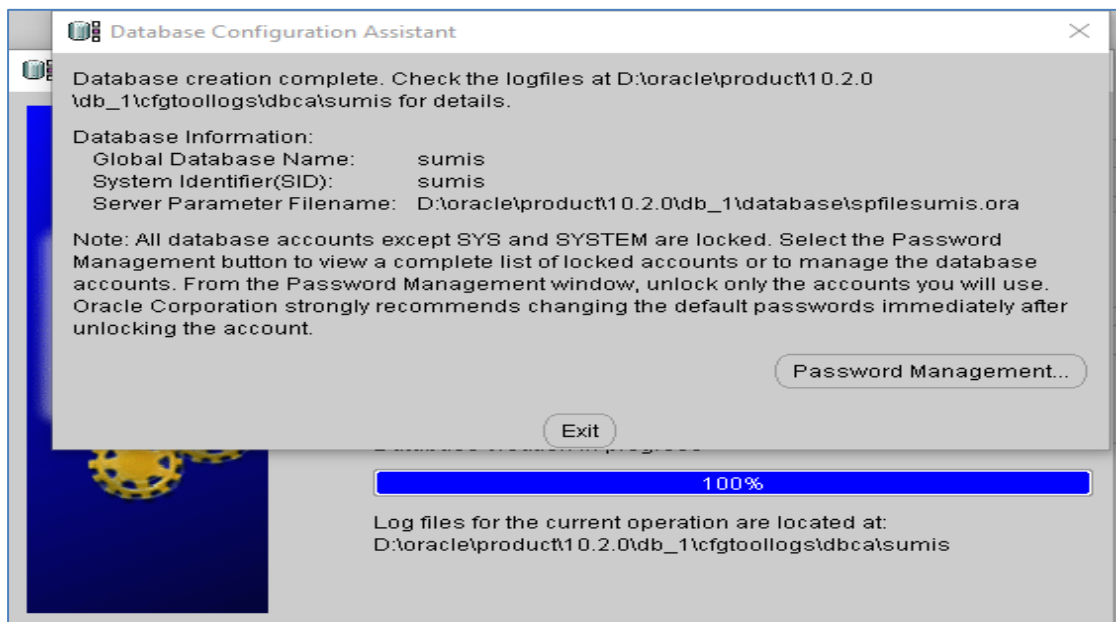 Database Configuration Assistant
Database creation complete. Check the logfiles at D:\oracle\product\10.2.0
\db_1\cfgtoollogs\dbca\sumis for details.
Database Information:
Global Database Name: sumis
System Identifier(SID): sumis
Server Parameter Filename: D:\oracle\product\10.2.0\db_1\database\spfilesumis.ora
Note: All database accounts except SYS and SYSTEM are locked. Select the Password
Management button to view a complete list of locked accounts or to manage the database
accounts. From the Password Management window, unlock only the accounts you will use.
Oracle Corporation strongly recommends changing the default passwords immediately after
unlocking the account.
Password Management...
Exit
100%
Log files for the current operation are located at:
D:\oracle\product\10.2.0\db_1\cfgtoollogs\dbca\sumis